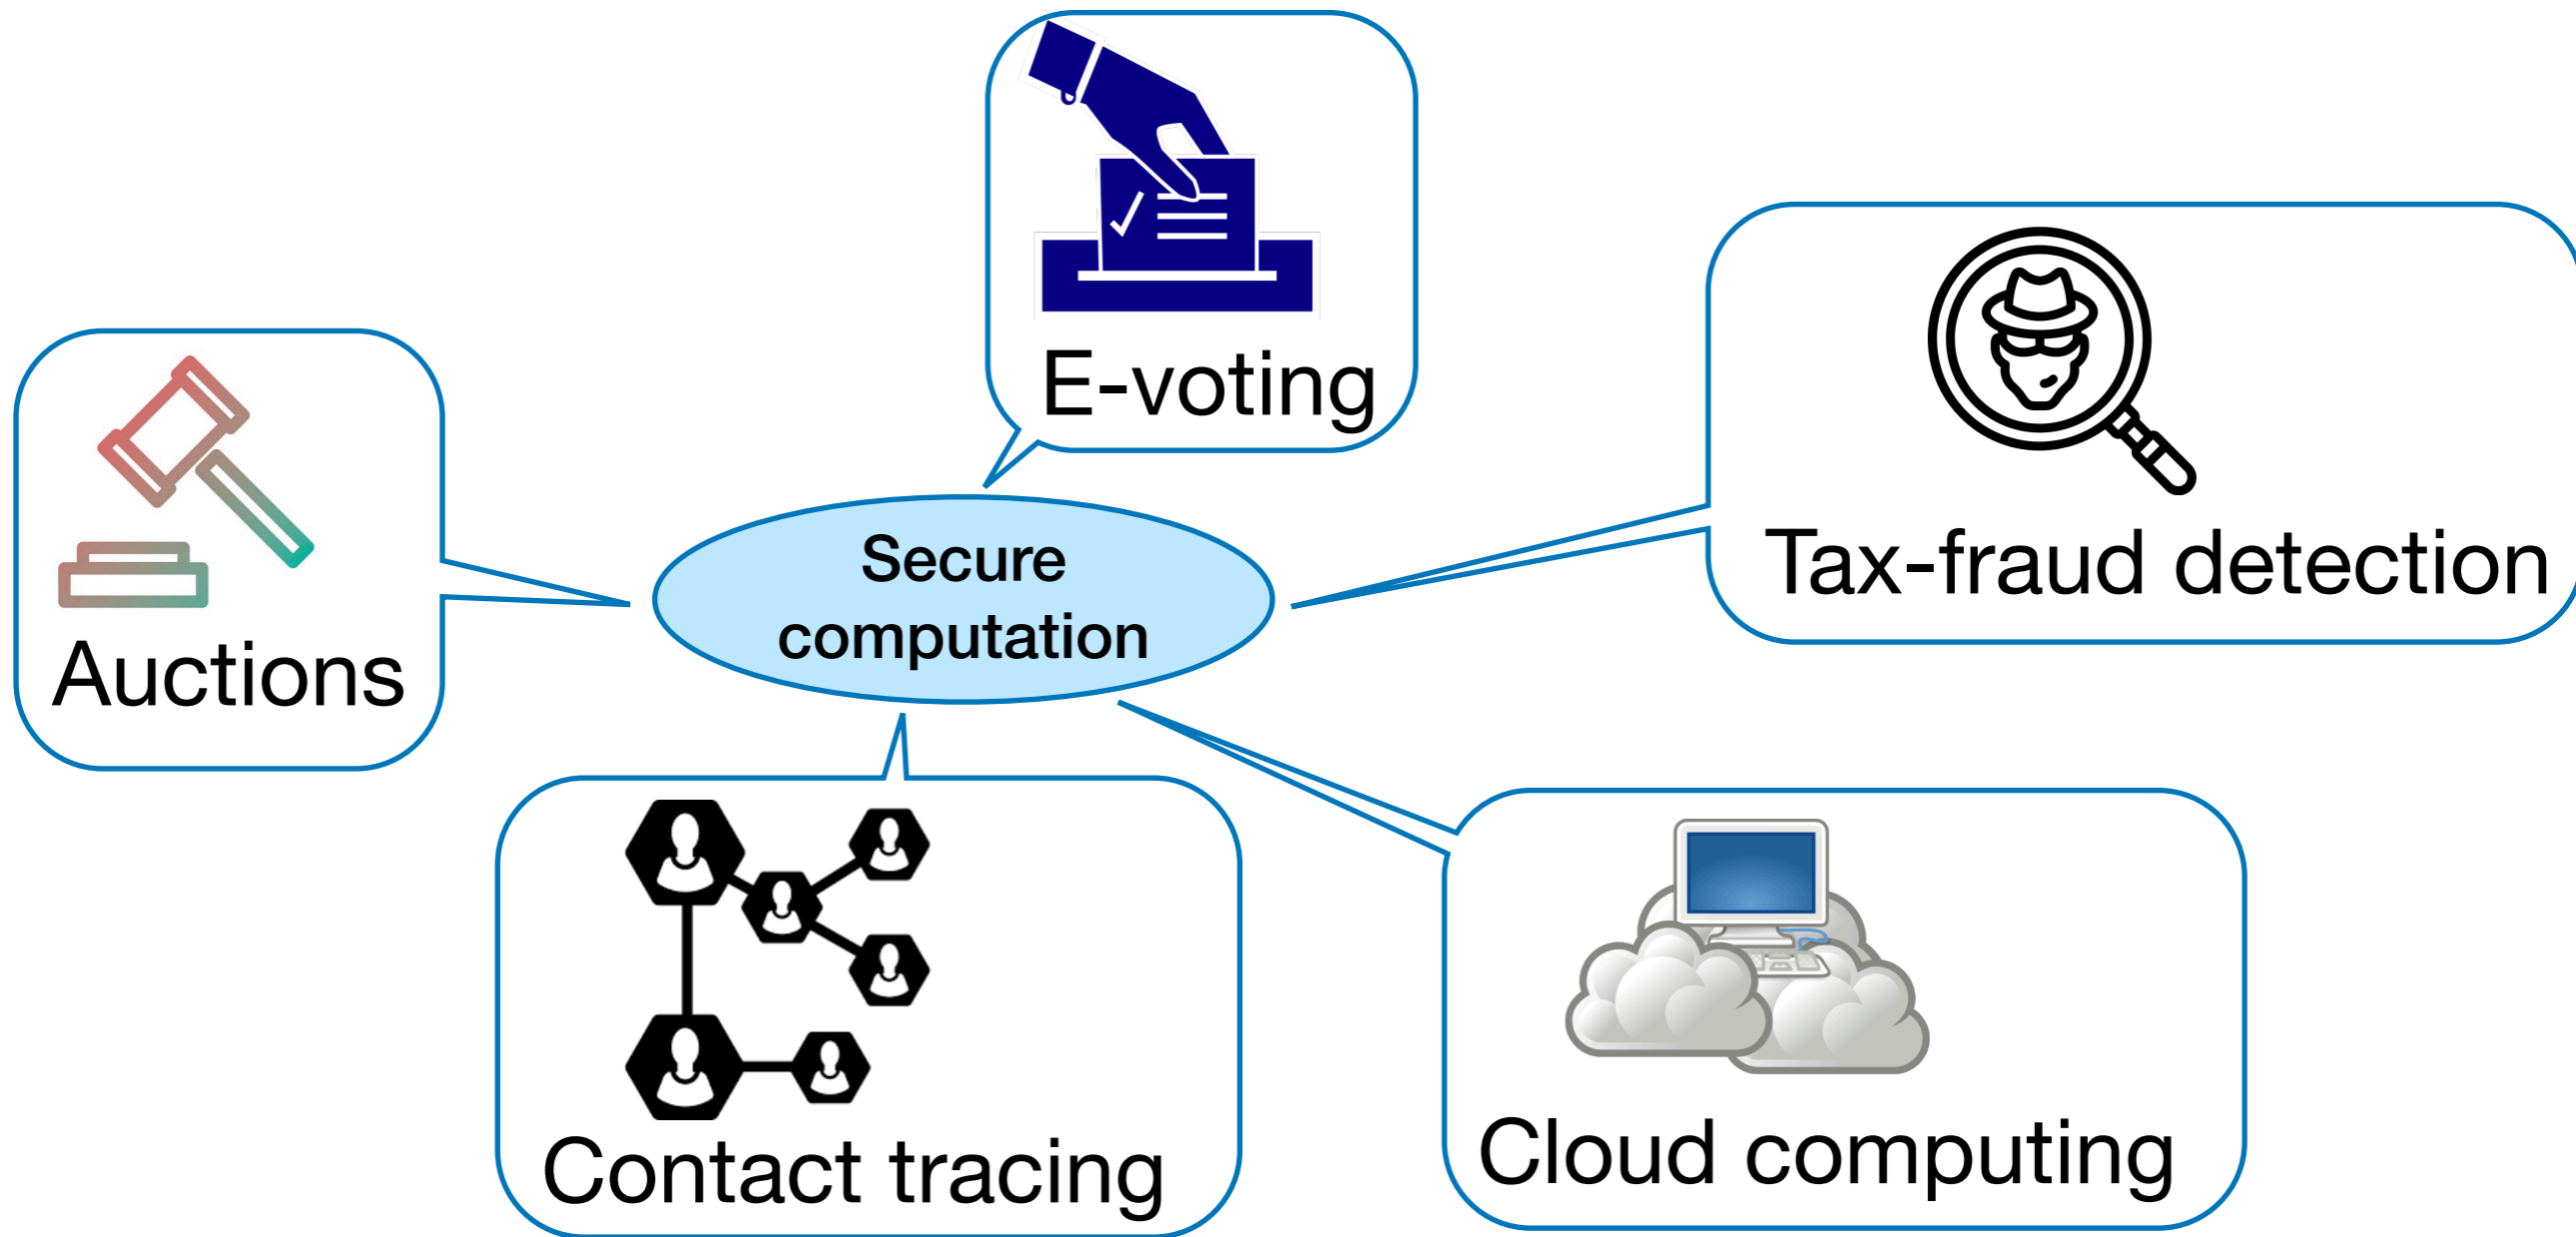 E-voting
Tax-fraud detection
Auctions
Secure
computation
Contact tracing
Cloud computing